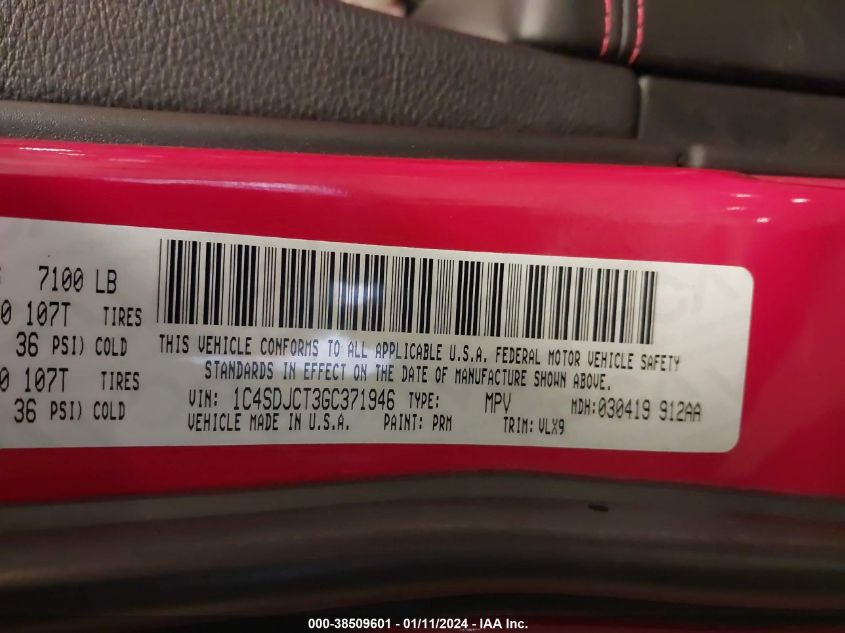 7100 LB
0 107T TIRES
36 PSI) COLD
0 107T TIRES
36 PSI) COLD
THIS VEHICLE CONFORMS TO ALL APPLICABLE U.S.A. FEDERAL MOTOR VEHICLE SAFETY
STANDARDS IN EFFECT ON THE DATE OF MANUFACTURE SHOWN ABOVE.
VIN: 1C4SDJCT3GC371946 TYPE: MPV MDH:030419 912AA
VEHICLE MADE IN U.S.A. PAINT: PRM TRIM: VLX9
000-38509601 - 01/11/2024 - IAA Inc.